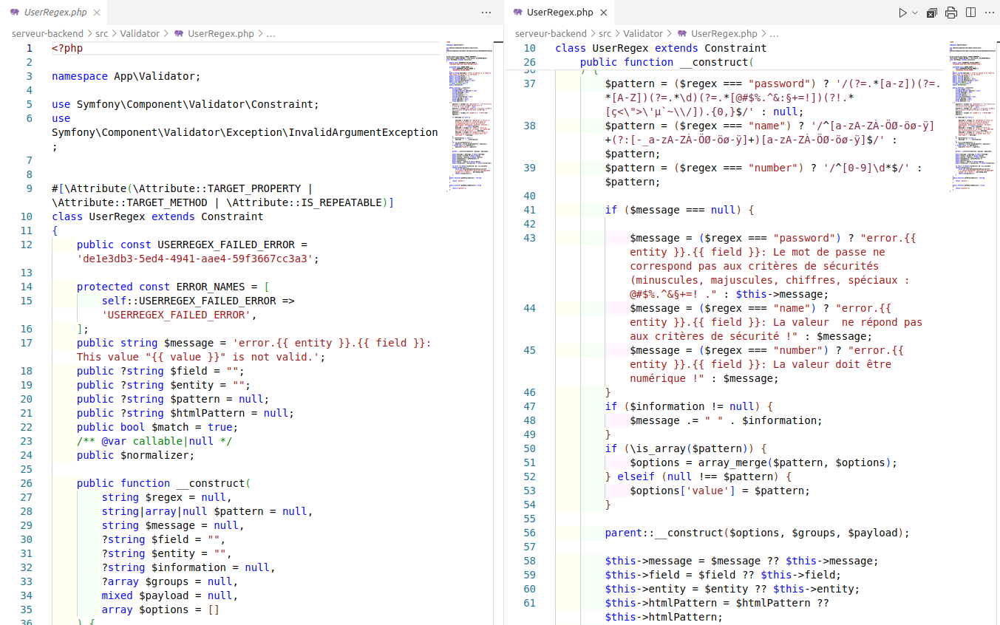 UserRegex.php
serveur-backend > src > Validator > UserRegex.php > ...
1 <?php
2
3 namespace App\Validator;
4
5 use Symfony\Component\Validator\Constraint;
6 use
Symfony\Component\Validator\Exception\InvalidArgumentException
;
7
8
9 #[\Attribute(\Attribute::TARGET_PROPERTY |
\Attribute::TARGET_METHOD | \Attribute::IS_REPEATABLE)]
10 class UserRegex extends Constraint
11 {
12 public const USERREGEX_FAILED_ERROR =
'de1e3db3-5ed4-4941-aae4-59f3667cc3a3';
13
14 protected const ERROR_NAMES = [
15 self::USERREGEX_FAILED_ERROR =>
'USERREGEX_FAILED_ERROR',
16 ];
17 public string $message = 'error.{{ entity }}.{{ field }}:
This value "{{ value }}" is not valid.';
18 public ?string $field = "";
19 public ?string $entity = "";
20 public ?string $pattern = null;
21 public ?string $htmlPattern = null;
22 public bool $match = true;
23 /** @var callable|null */
24 public $normalizer;
25
26 public function __construct(
27 string $regex = null,
28 string|array|null $pattern = null,
29 string $message = null,
30 ?string $field = "",
31 ?string $entity = "",
32 ?string $information = null,
33 ?array $groups = null,
34 mixed $payload = null,
35 array $options = []
36 ) {
UserRegex.php
serveur-backend > src > Validator > UserRegex.php > ...
10 class UserRegex extends Constraint
26 public function __construct(
36 ) {
37 $pattern = ($regex === "password") ? '/(?=.*[a-z])(?=.
*[A-Z])(?=.*\d)(?=.*[@#$%.^&:§+=!])(?!.*
[ç<\">\'µ`~\\/]).{0,}$/' : null;
38 $pattern = ($regex === "name") ? '/^[a-zA-ZÀ-ÖØ-öø-ÿ]
+(?:[-_a-zA-ZÀ-ÖØ-öø-ÿ]+)[a-zA-ZÀ-ÖØ-öø-ÿ]$/' :
$pattern;
39 $pattern = ($regex === "number") ? '/^[0-9]\d*$/' :
$pattern;
40
41 if ($message === null) {
42
43 $message = ($regex === "password") ? "error.{{
entity }}.{{ field }}: Le mot de passe ne
correspond pas aux critères de sécurités
(minuscules, majuscules, chiffres, spéciaux :
@#$%.^&§+=! ." : $this->message;
44 $message = ($regex === "name") ? "error.{{
entity }}.{{ field }}: La valeur  ne répond pas
aux critères de sécurité !" : $message;
45 $message = ($regex === "number") ? "error.{{
entity }}.{{ field }}: La valeur doit être
numérique !" : $message;
46 }
47 if ($information != null) {
48 $message .= " " . $information;
49 }
50 if (\is_array($pattern)) {
51 $options = array_merge($pattern, $options);
52 } elseif (null !== $pattern) {
53 $options['value'] = $pattern;
54 }
55
56 parent::__construct($options, $groups, $payload);
57
58 $this->message = $message ?? $this->message;
59 $this->field = $field ?? $this->field;
60 $this->entity = $entity ?? $this->entity;
61 $this->htmlPattern = $htmlPattern ??
$this->htmlPattern;